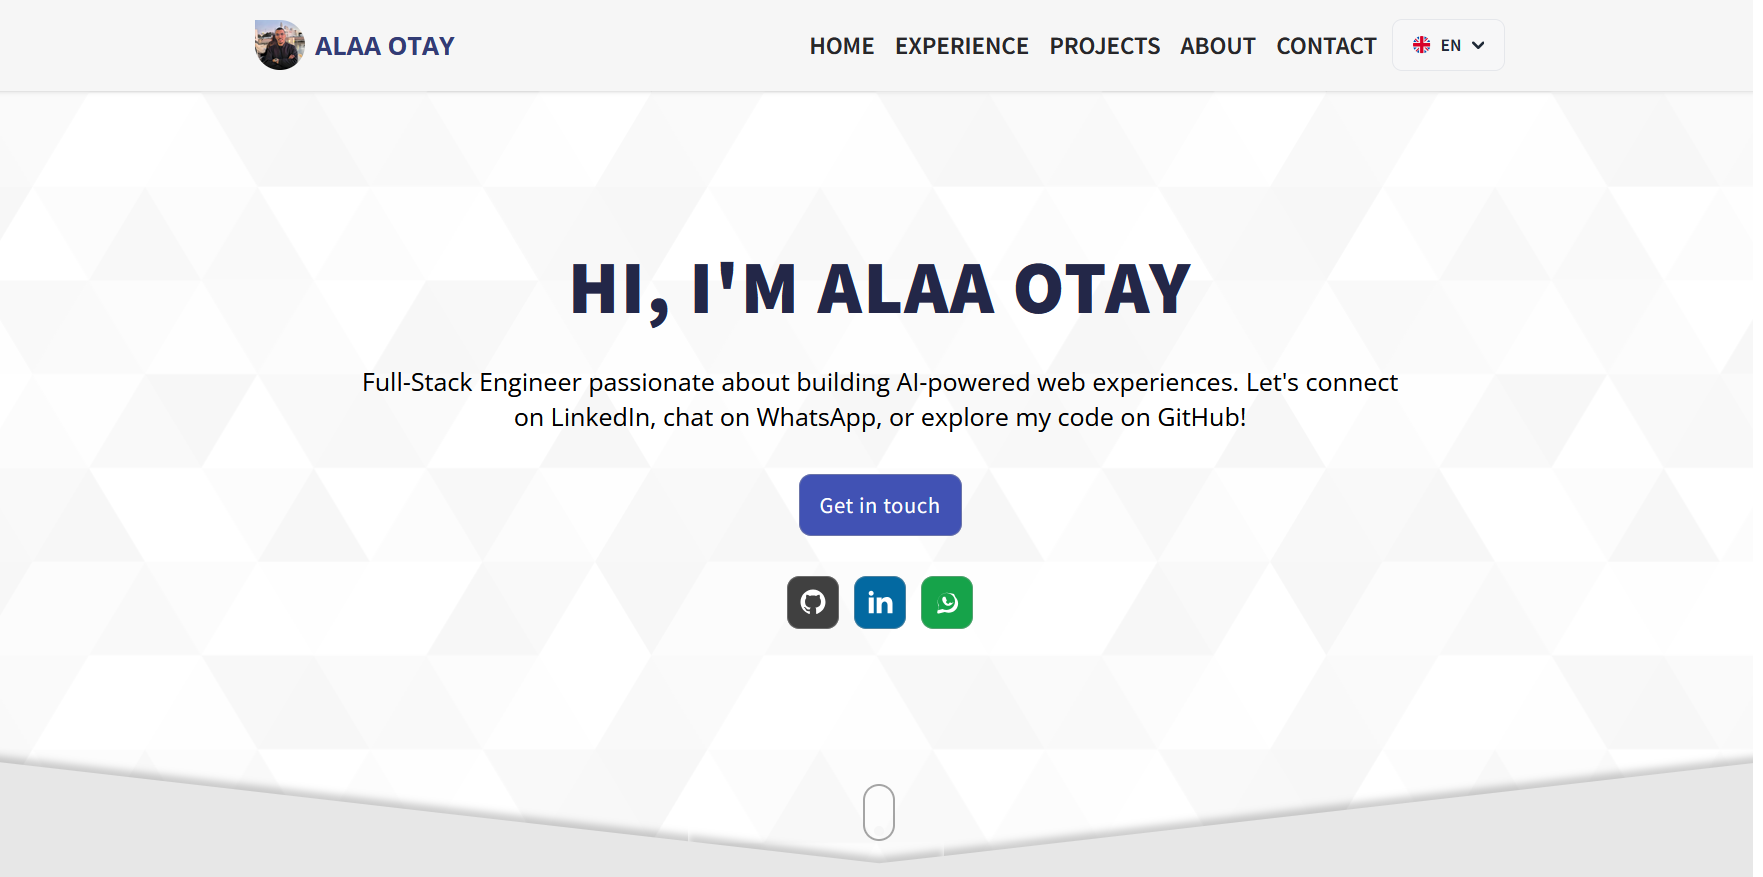 ALAA OTAY
HOME EXPERIENCE PROJECTS ABOUT CONTACT EN
HI, I'M ALAA OTAY
Full-Stack Engineer passionate about building AI-powered web experiences. Let's connect
on LinkedIn, chat on WhatsApp, or explore my code on GitHub!
Get in touch
in